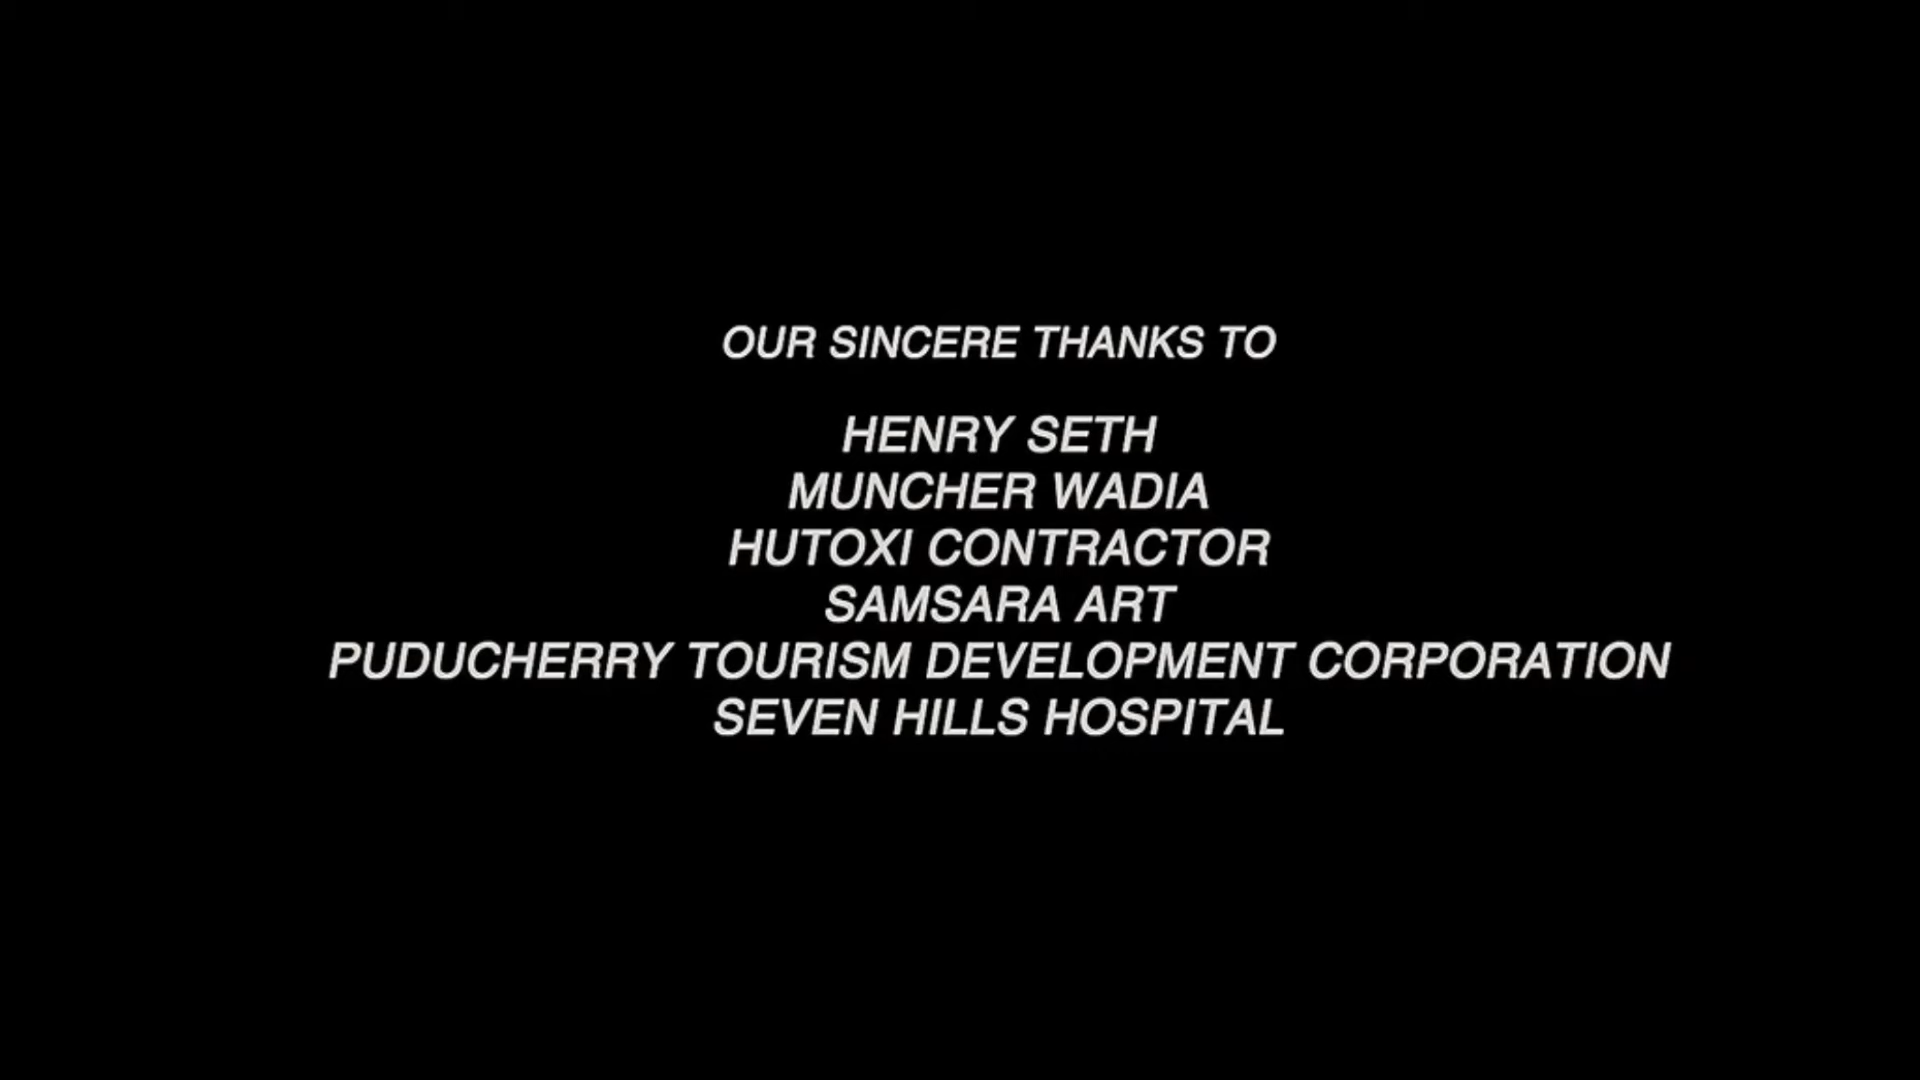 OUR SINCERE THANKS TO
HENRY SETH
MUNCHER WADIA
HUTOXI CONTRACTOR
SAMSARA ART
PUDUCHERRY TOURISM DEVELOPMENT CORPORATION
SEVEN HILLS HOSPITAL